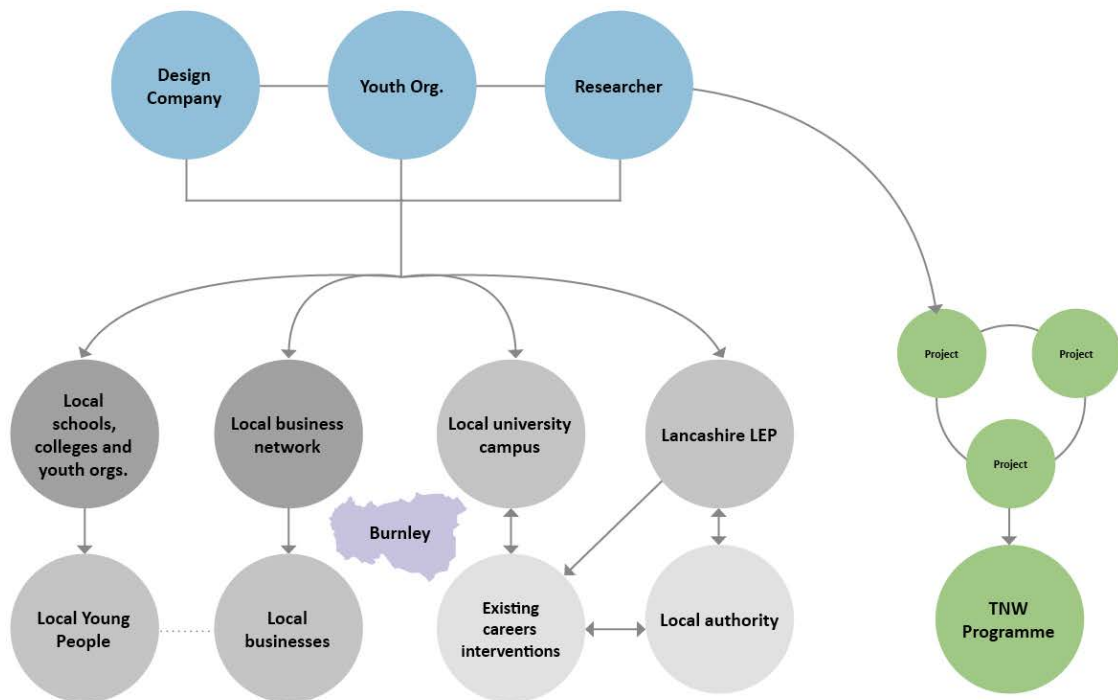 Design
Company
Youth Org.
Researcher
Project
Project
Project
Local
schools,
colleges and
youth orgs.
Local business
network
Local university
campus
Lancashire LEP
Burnley
Local Young
People
Local
businesses
Existing
careers
interventions
Local authority
TNW
Programme